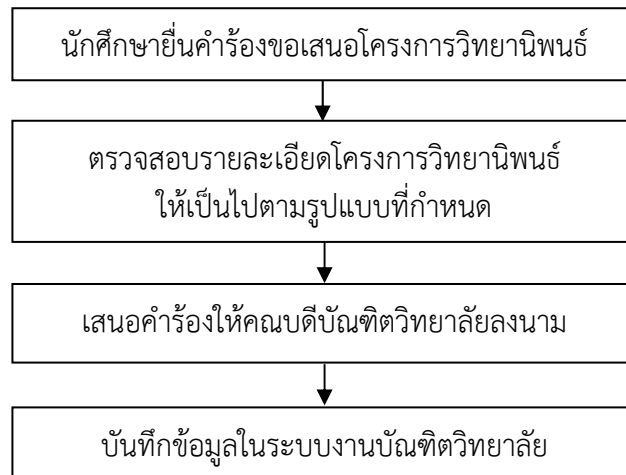 นักศึกษายื่นคำร้องขอเสนอโครงการวิทยานิพนธ์
ตรวจสอบรายละเอียดโครงการวิทยานิพนธ์
ให้เป็นไปตามรูปแบบที่กำหนด
เสนอคำร้องให้คณบดีบัณฑิตวิทยาลัยลงนาม
บันทึกข้อมูลในระบบงานบัณฑิตวิทยาลัย